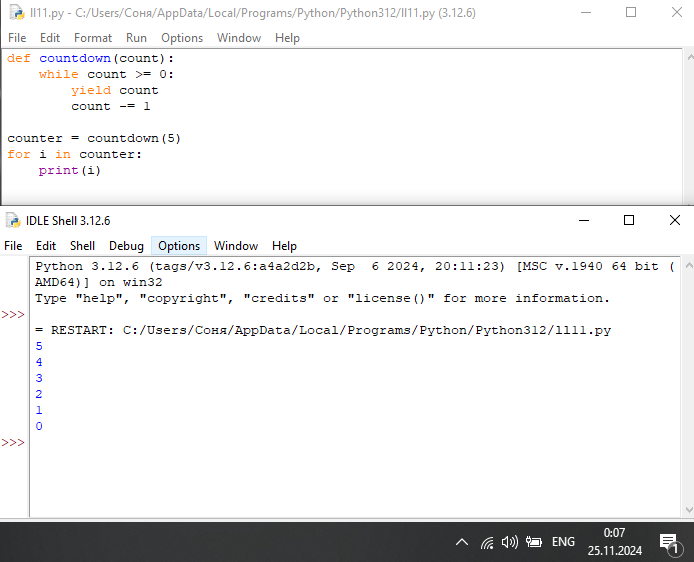 ll11.py - C:/Users/Соня/AppData/Local/Programs/Python/Python312/ll11.py (3.12.6)
File Edit Format Run Options Window Help
def countdown(count):
    while count >= 0:
        yield count
        count -= 1
counter = countdown(5)
for i in counter:
    print(i)
IDLE Shell 3.12.6
File Edit Shell Debug Options Window Help
Python 3.12.6 (tags/v3.12.6:a4a2d2b, Sep  6 2024, 20:11:23) [MSC v.1940 64 bit (
AMD64)] on win32
Type "help", "copyright", "credits" or "license()" for more information.
>>>
= RESTART: C:/Users/Соня/AppData/Local/Programs/Python/Python312/ll11.py
5
4
3
2
1
0
>>>
ENG
0:07
25.11.2024
1